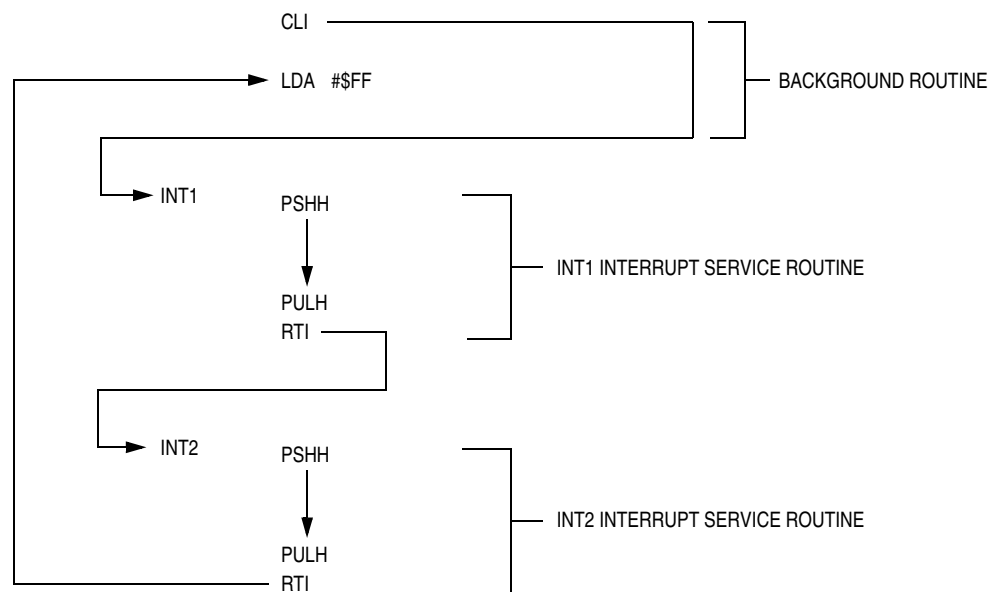 CLI
LDA #$FF
BACKGROUND ROUTINE
INT1
PSHH
INT1 INTERRUPT SERVICE ROUTINE
PULH
RTI
INT2
PSHH
INT2 INTERRUPT SERVICE ROUTINE
PULH
RTI